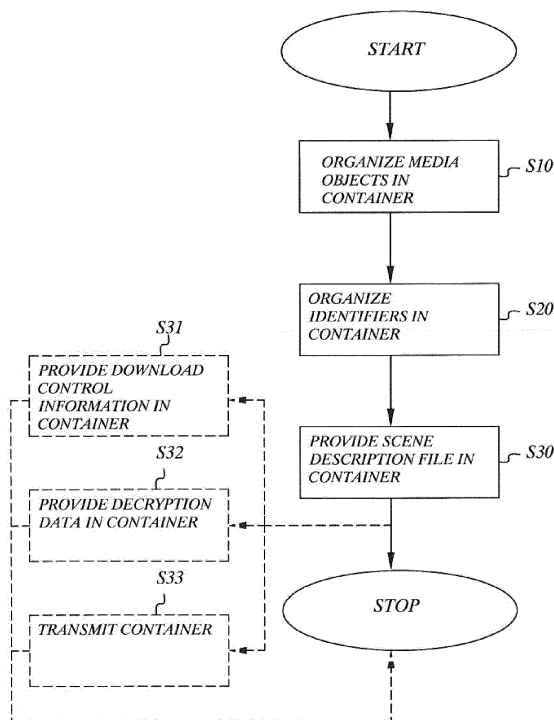 START
ORGANIZE MEDIA
OBJECTS IN
CONTAINER
S10
ORGANIZE
IDENTIFIERS IN
CONTAINER
S20
S31
PROVIDE DOWNLOAD
CONTROL
INFORMATION IN
CONTAINER
PROVIDE SCENE
DESCRIPTION FILE IN
CONTAINER
S30
S32
PROVIDE DECRYPTION
DATA IN CONTAINER
S33
TRANSMIT CONTAINER
STOP